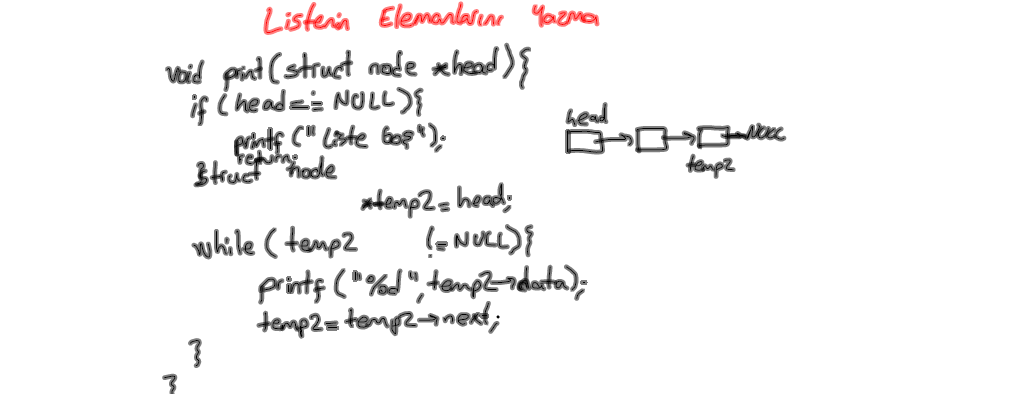 Listenin Elemanlarını Yazma
void print(struct node *head){
if (head == NULL){
printf ("Liste boş");
return;
}struct node
*temp2 = head;
while (temp2 != NULL){
printf ("%d", temp2→data);
temp2 = temp2→next;
}
}
head
NULL
temp2